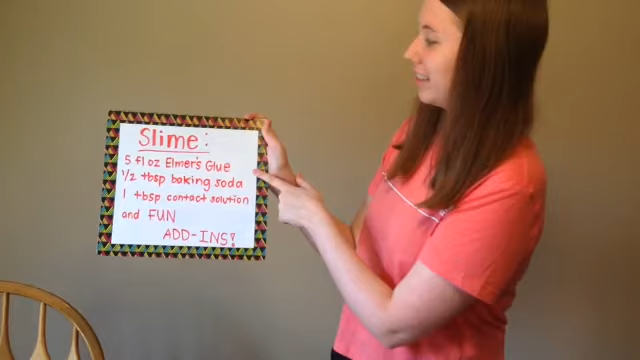 Slime:
5 fl oz Elmer's Glue
1/2 tbsp baking soda
1 tbsp contact solution
and FUN
ADD-INS!